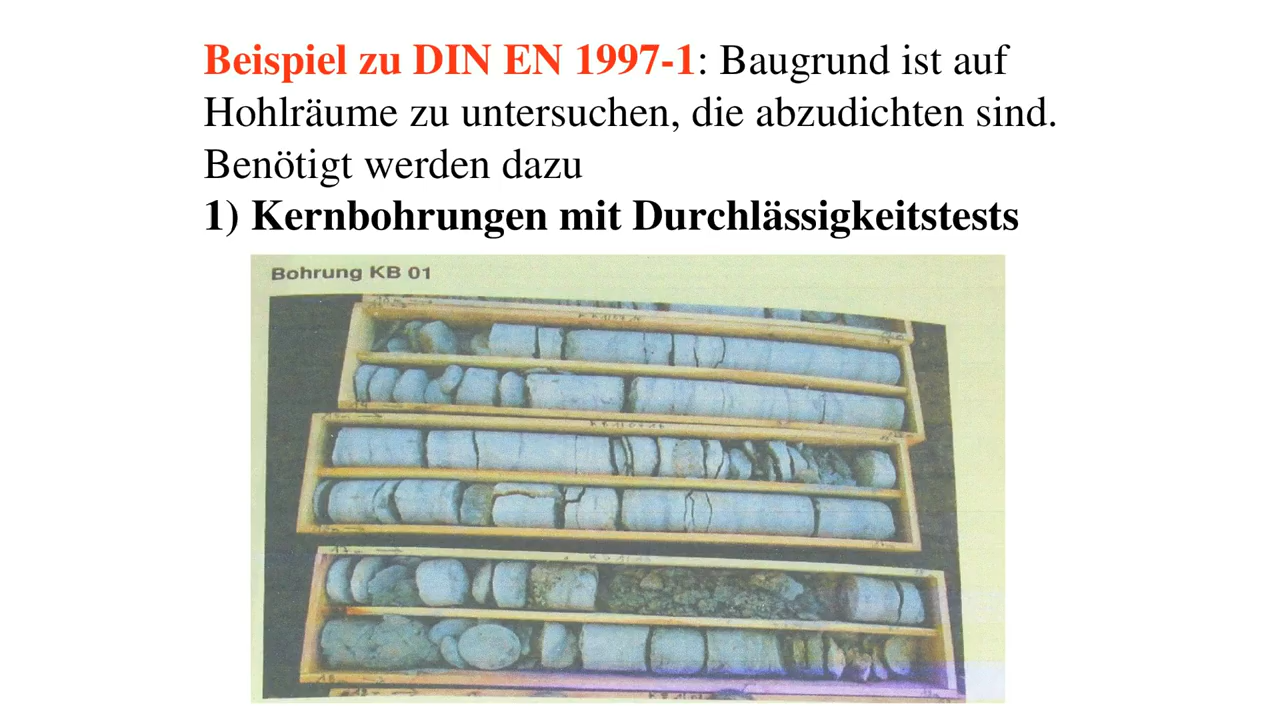 Beispiel zu DIN EN 1997-1: Baugrund ist auf
Hohlräume zu untersuchen, die abzudichten sind.
Benötigt werden dazu
1) Kernbohrungen mit Durchlässigkeitstests
Bohrung KB 01